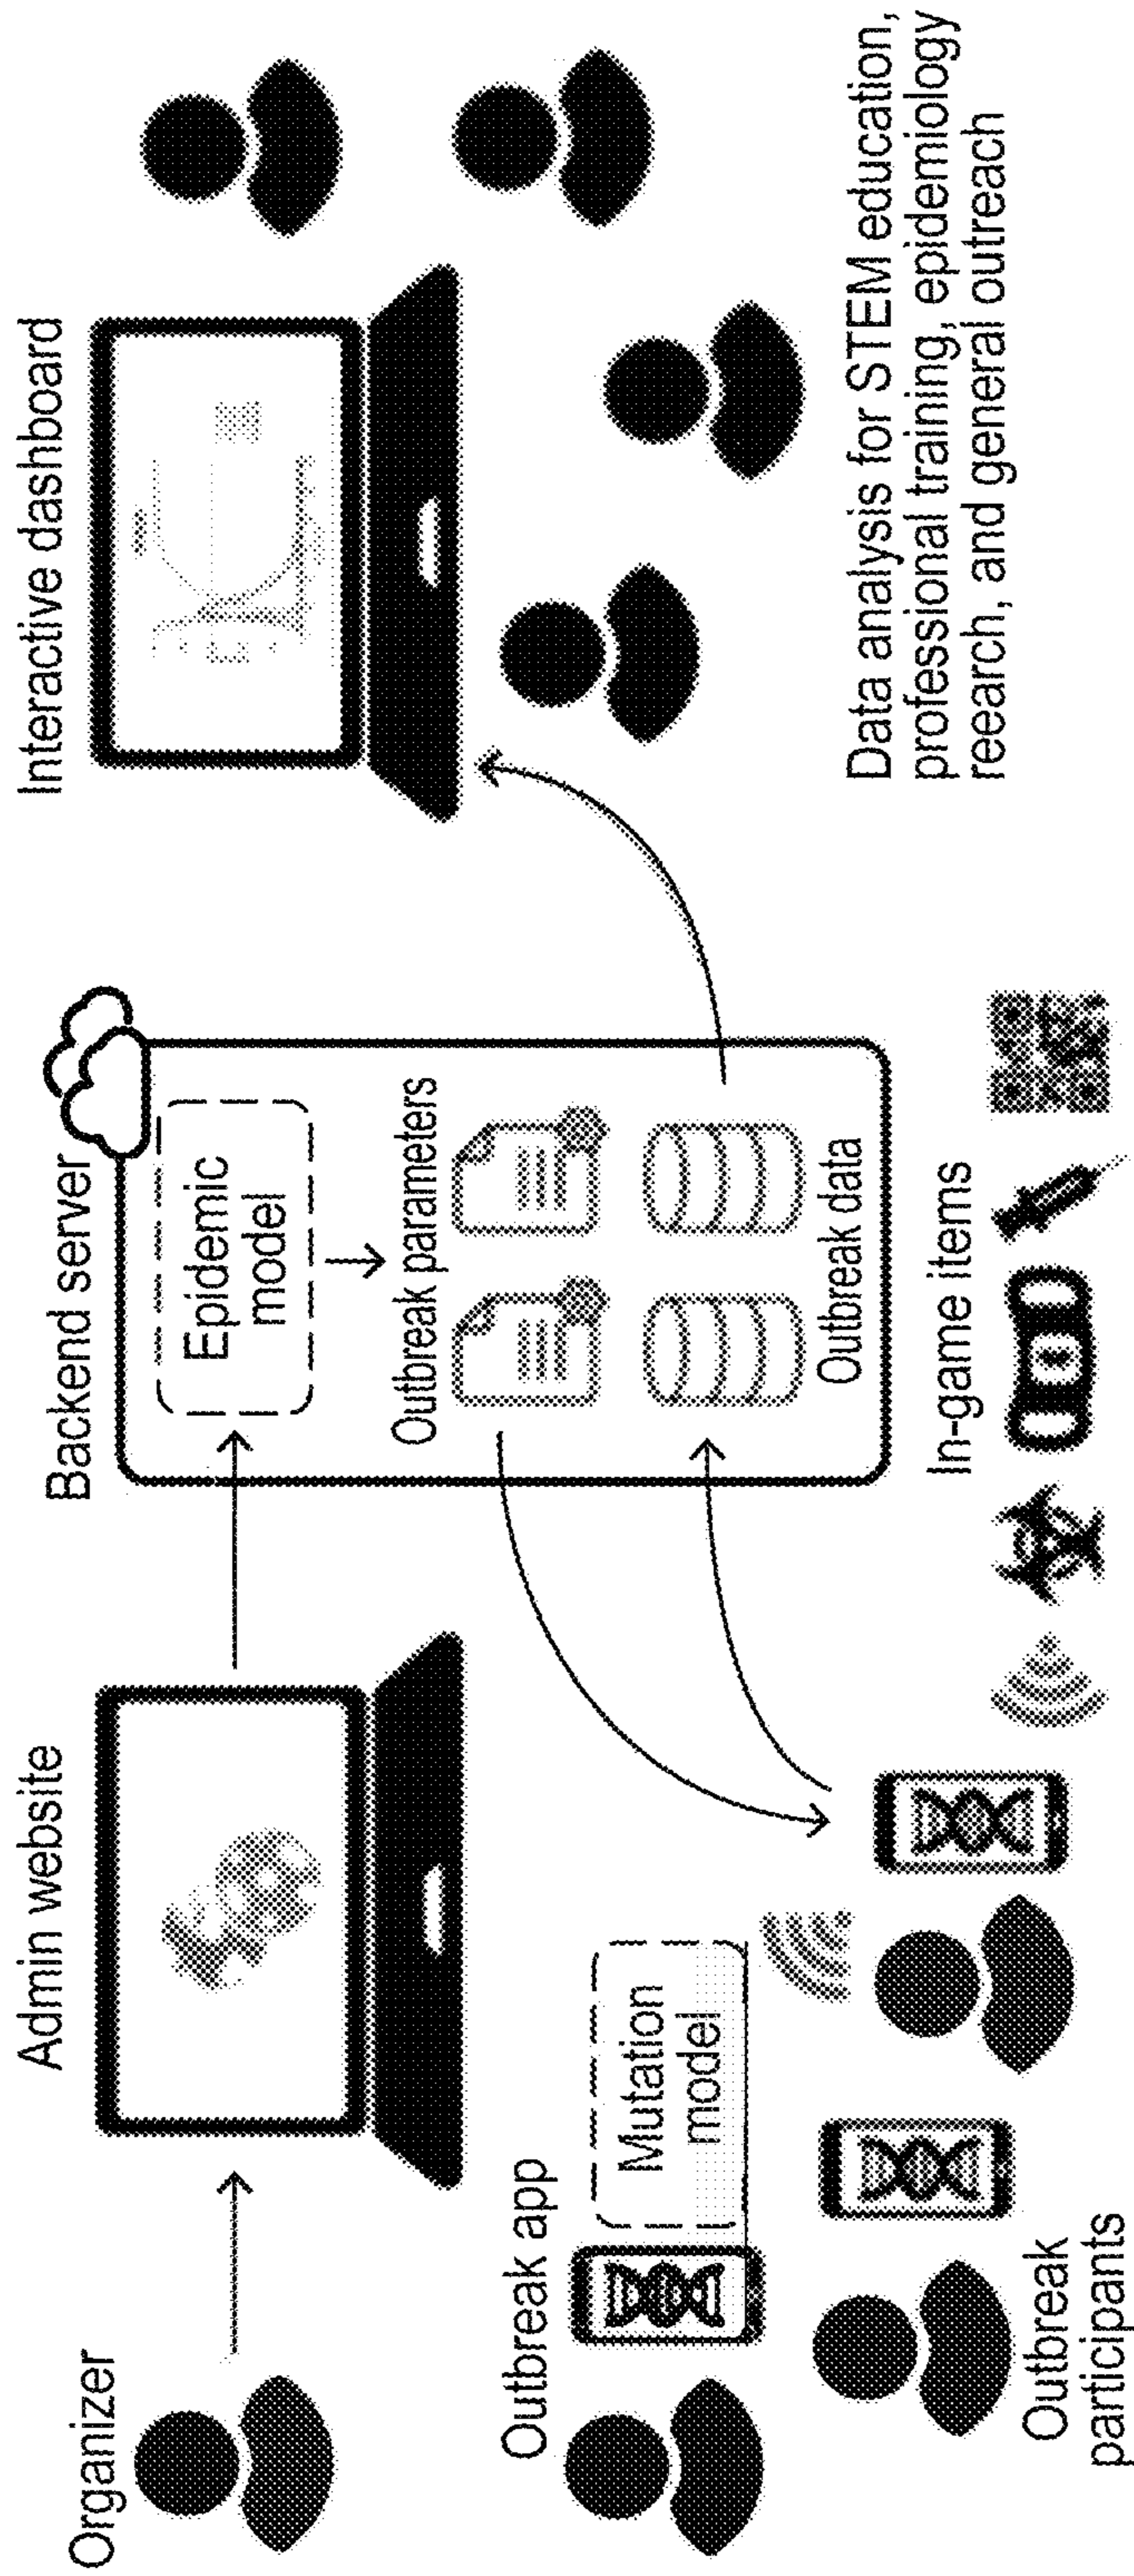 Organizer
Admin website
Backend server
Interactive dashboard
Epidemic
model
Outbreak parameters
Outbreak data
Outbreak app
Mutation
model
Outbreak
participants
In-game items
Data analysis for STEM education,
professional training, epidemiology
reearch, and general outreach